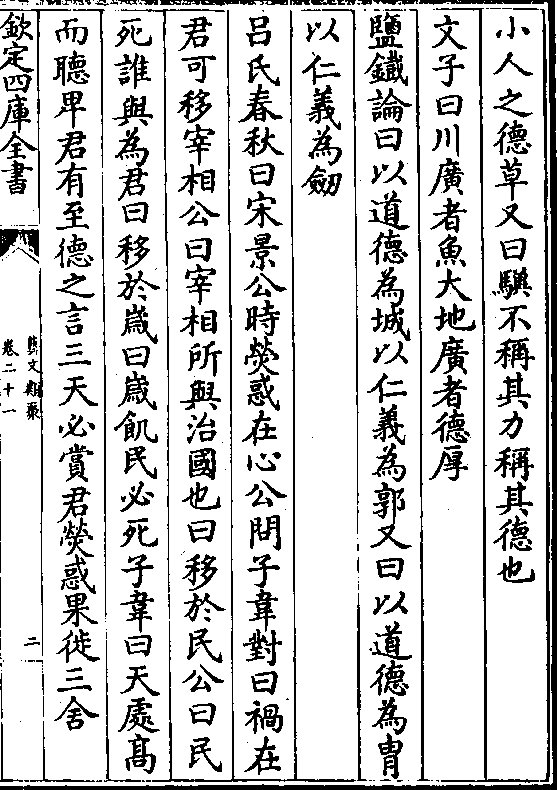 小人之德草又曰驥不稱其力稱其德也
文子曰川廣者魚大地廣者德厚
鹽鐵論曰以道德為城以仁義為郭又曰以道德為胄
以仁義為劒
吕氏春秋曰宋景公時熒惑在心公問子韋對曰禍在
君可移宰相公曰宰相所與治國也曰移於民公曰民
死誰與為君曰移於嵗曰嵗飢民必死子韋曰天處髙
而聽卑君有至德之言三天必賞君熒惑果徙三舍
欽定四庫全書
藝文類聚
卷二十一
二